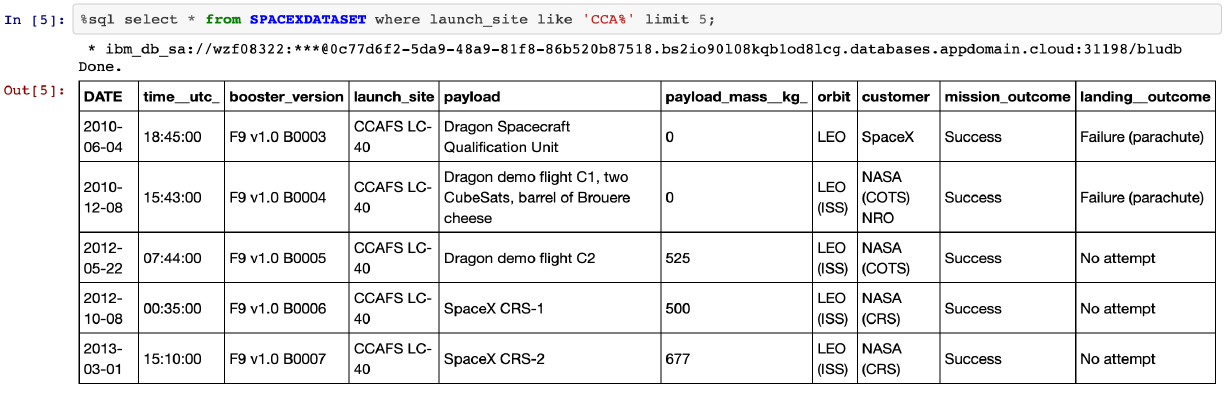 In [5]: %sql select * from SPACEXDATASET where launch_site like 'CCA%' limit 5;
* ibm_db_sa://wzf08322:***@0c77d6f2-5da9-48a9-81f8-86b520b87518.bs2io90l08kqb1od8lcg.databases.appdomain.cloud:31198/bludb
Done.
Out[5]:
DATE time__utc_ booster_version launch_site payload payload_mass__kg_ orbit customer mission_outcome landing__outcome
2010-06-04 18:45:00 F9 v1.0 B0003 CCAFS LC-40 Dragon Spacecraft Qualification Unit 0 LEO SpaceX Success Failure (parachute)
2010-12-08 15:43:00 F9 v1.0 B0004 CCAFS LC-40 Dragon demo flight C1, two CubeSats, barrel of Brouere cheese 0 LEO (ISS) NASA (COTS) NRO Success Failure (parachute)
2012-05-22 07:44:00 F9 v1.0 B0005 CCAFS LC-40 Dragon demo flight C2 525 LEO (ISS) NASA (COTS) Success No attempt
2012-10-08 00:35:00 F9 v1.0 B0006 CCAFS LC-40 SpaceX CRS-1 500 LEO (ISS) NASA (CRS) Success No attempt
2013-03-01 15:10:00 F9 v1.0 B0007 CCAFS LC-40 SpaceX CRS-2 677 LEO (ISS) NASA (CRS) Success No attempt